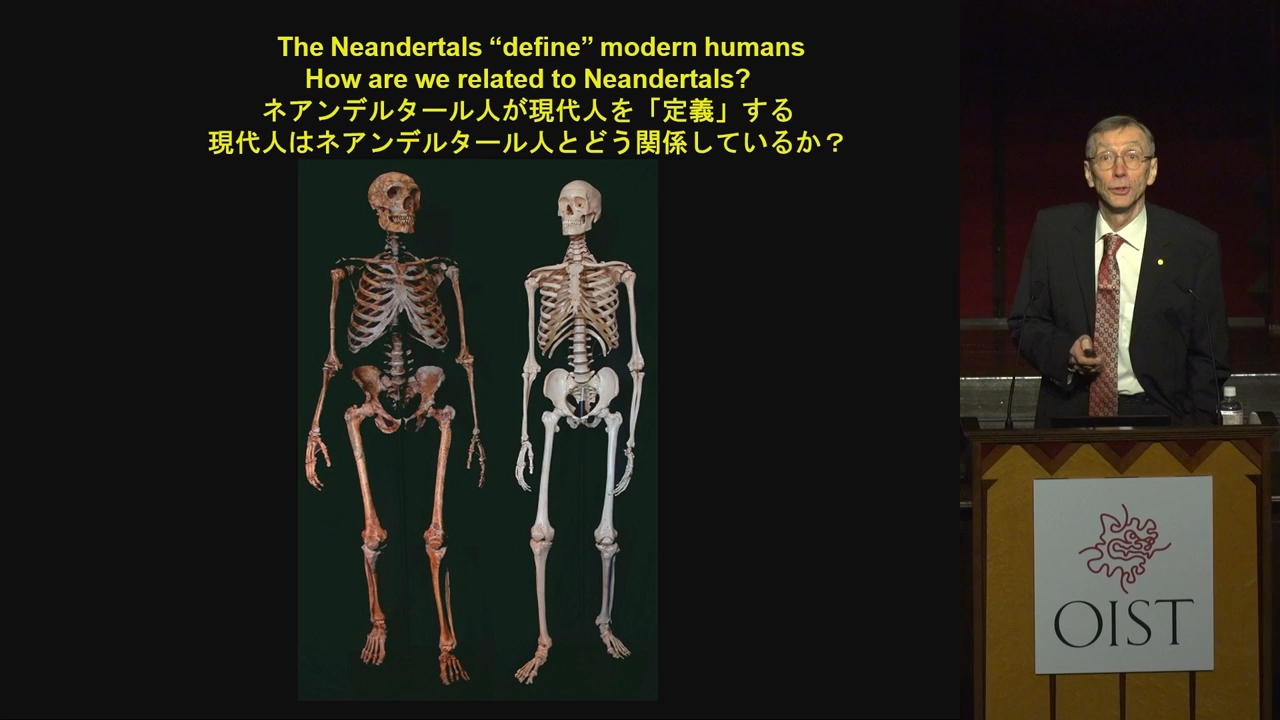 The Neandertals “define” modern humans
How are we related to Neandertals?
ネアンデルタール人が現代人を「定義」する
現代人はネアンデルタール人とどう関係しているか？
OIST